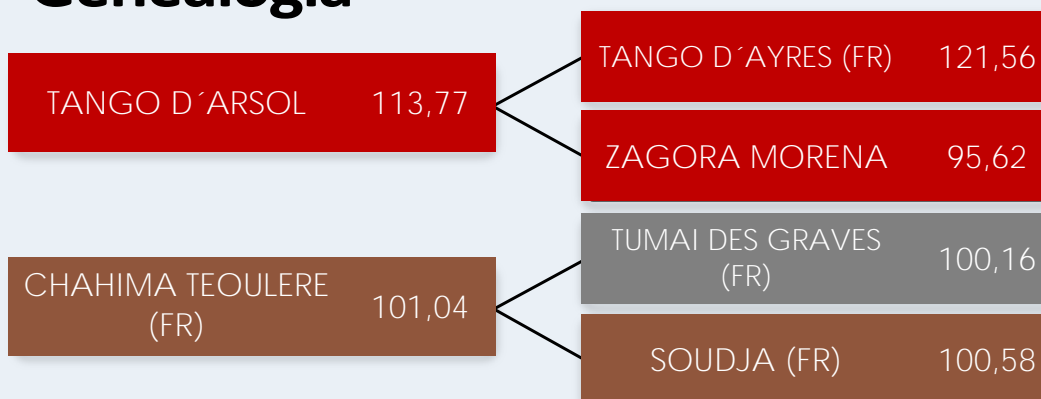 Genealogía
TANGO D´ARSOL 113,77
TANGO D´AYRES (FR) 121,56
ZAGORA MORENA 95,62
CHAHIMA TEOULERE
(FR) 101,04
TUMAI DES GRAVES
(FR) 100,16
SOUDJA (FR) 100,58